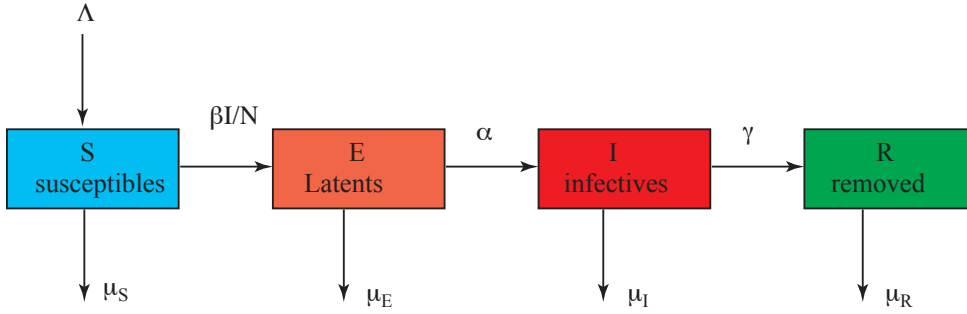 Λ
βI/N
α
γ
S
susceptibles
E
Latents
I
infectives
R
removed
μS
μE
μI
μR